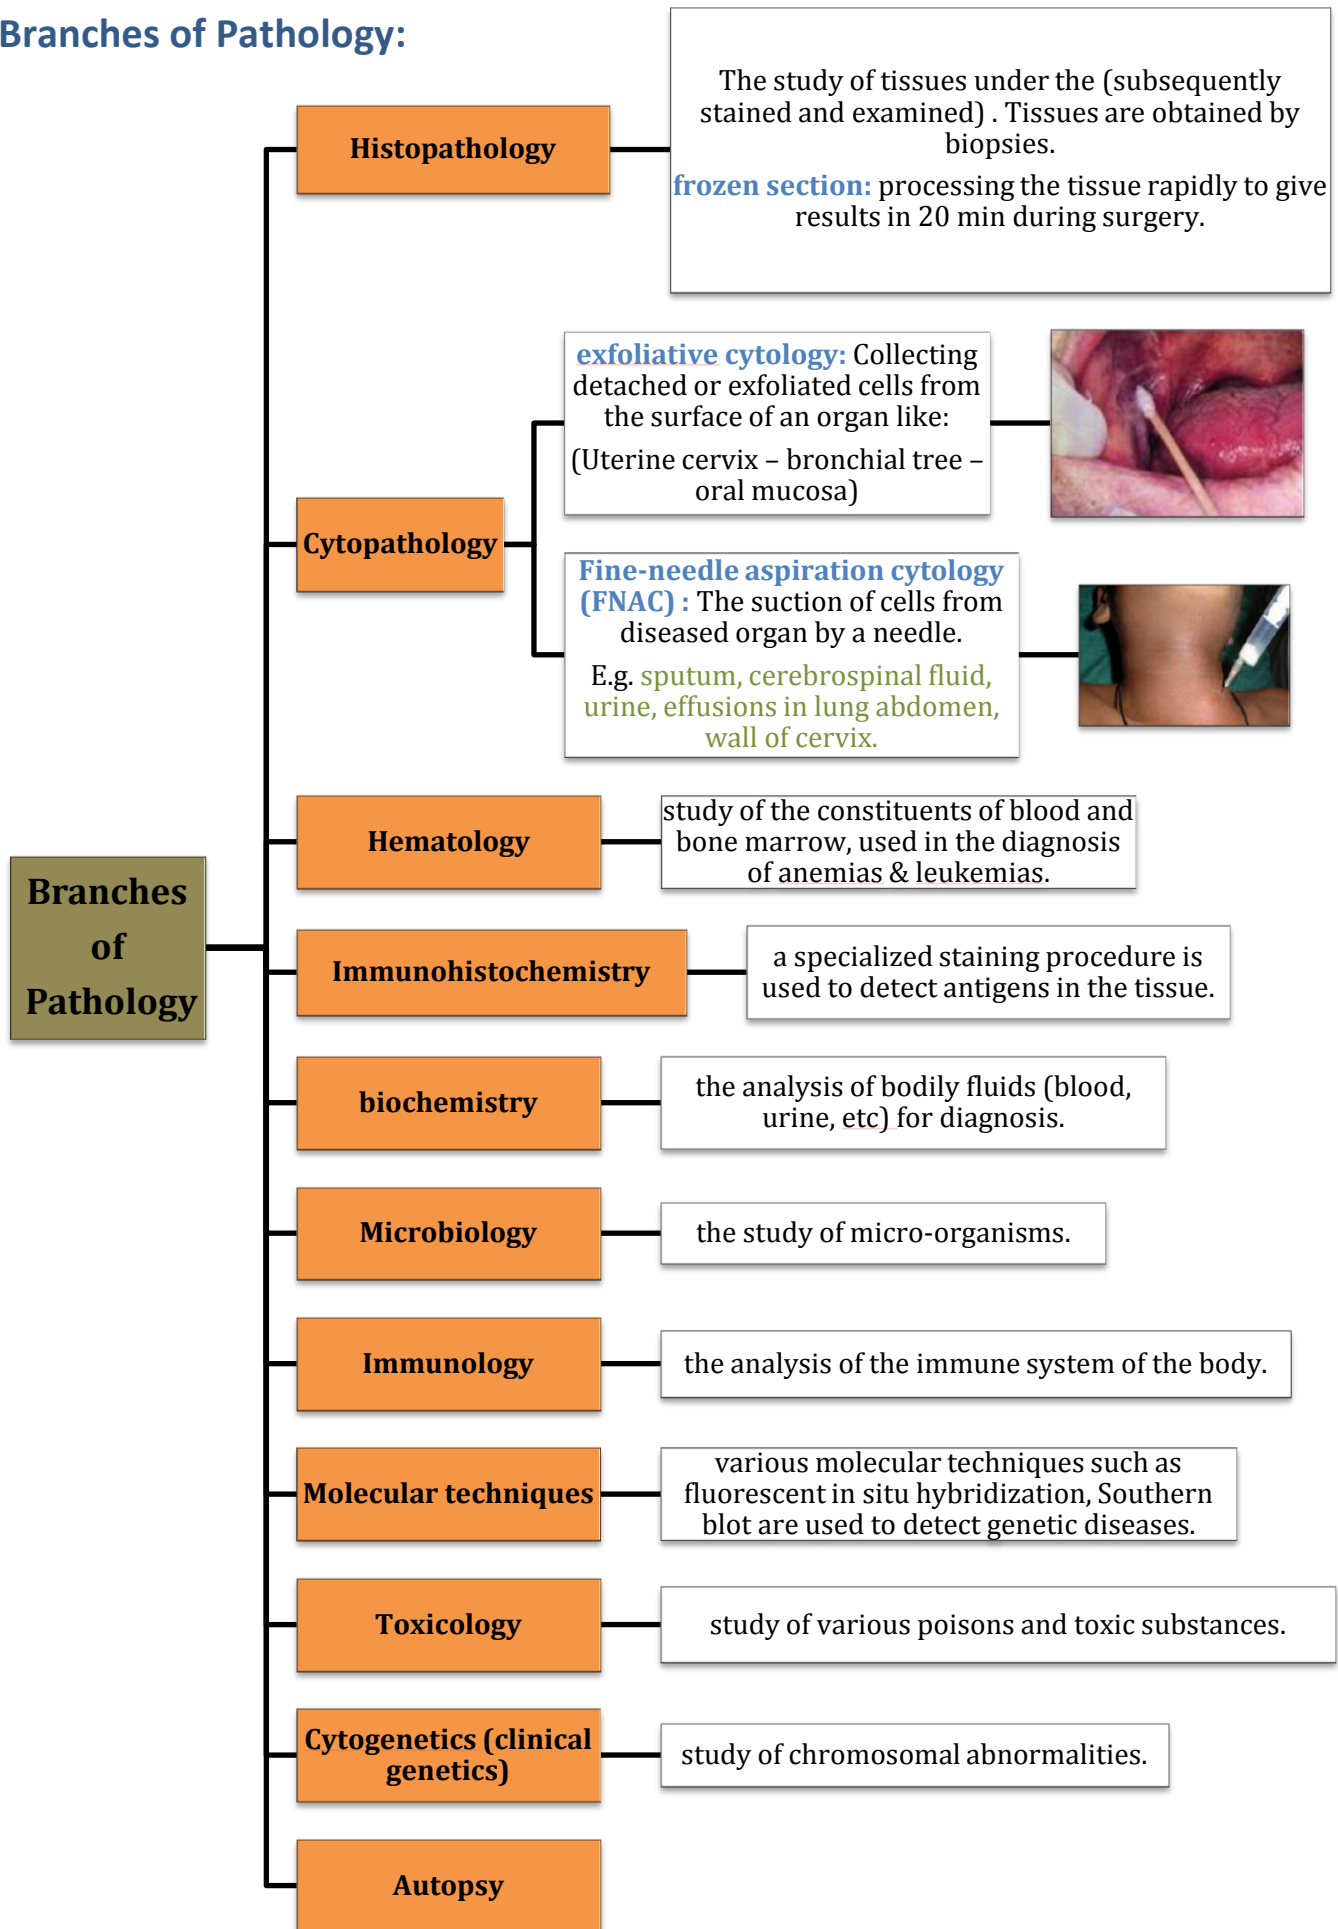 Branches of Pathology:
Histopathology
The study of tissues under the (subsequently
stained and examined) . Tissues are obtained by
biopsies.
frozen section: processing the tissue rapidly to give
results in 20 min during surgery.
Cytopathology
exfoliative cytology: Collecting
detached or exfoliated cells from
the surface of an organ like:
(Uterine cervix – bronchial tree –
oral mucosa)
Fine-needle aspiration cytology
(FNAC) : The suction of cells from
diseased organ by a needle.
E.g. sputum, cerebrospinal fluid,
urine, effusions in lung abdomen,
wall of cervix.
Hematology
study of the constituents of blood and
bone marrow, used in the diagnosis
of anemias & leukemias.
Branches
of
Pathology
Immunohistochemistry
a specialized staining procedure is
used to detect antigens in the tissue.
biochemistry
the analysis of bodily fluids (blood,
urine, etc) for diagnosis.
Microbiology
the study of micro-organisms.
Immunology
the analysis of the immune system of the body.
Molecular techniques
various molecular techniques such as
fluorescent in situ hybridization, Southern
blot are used to detect genetic diseases.
Toxicology
study of various poisons and toxic substances.
Cytogenetics (clinical
genetics)
study of chromosomal abnormalities.
Autopsy